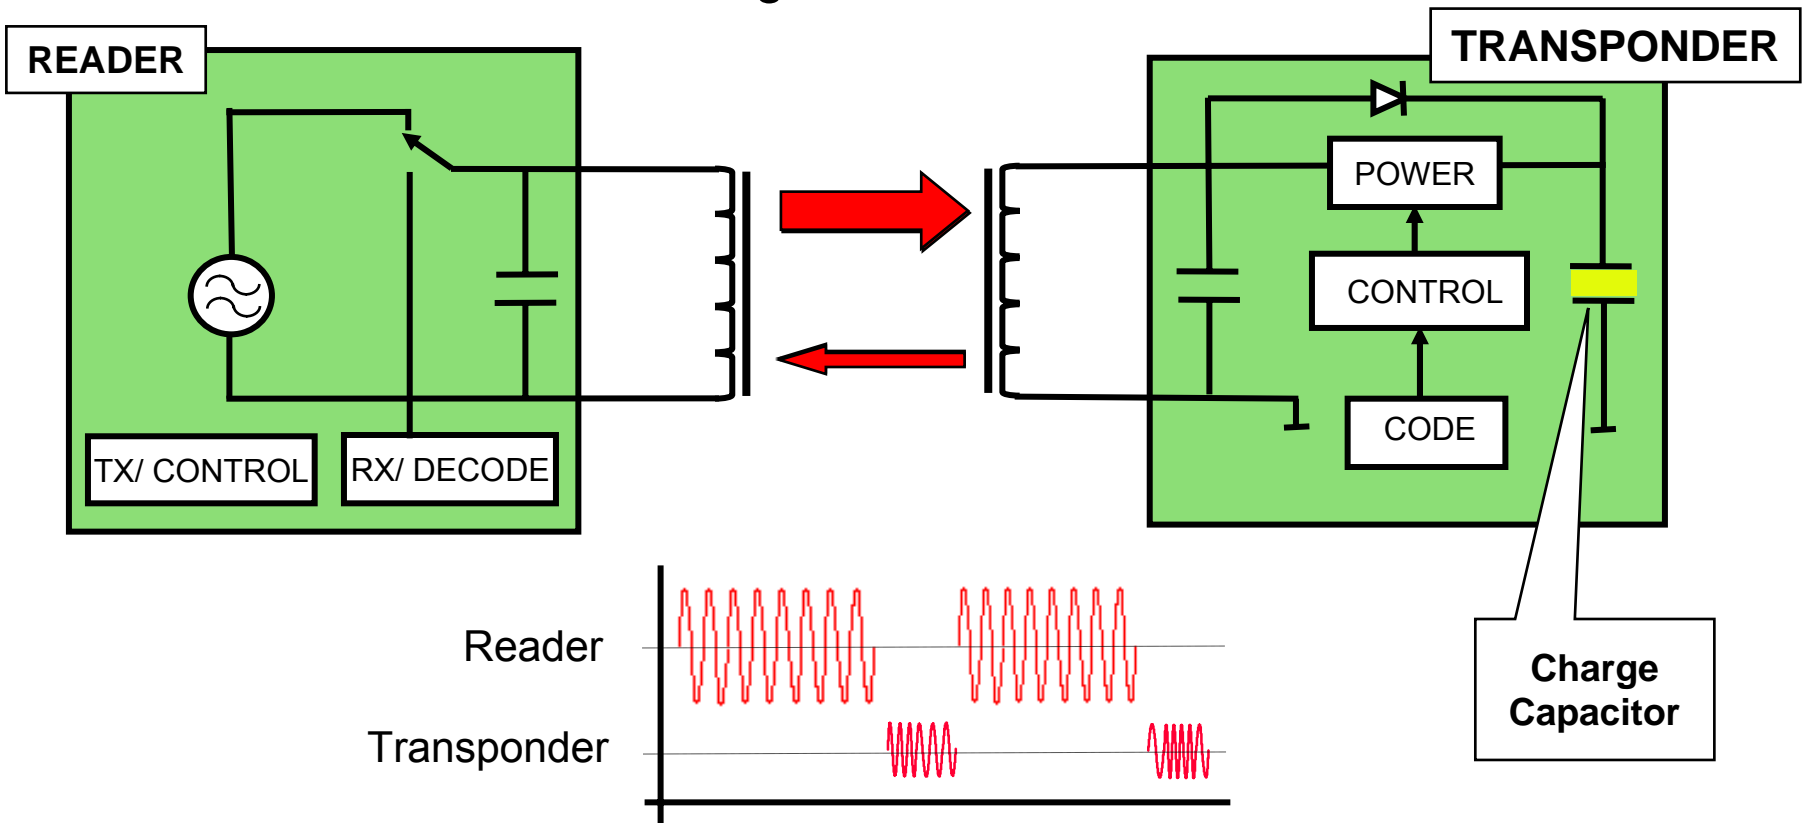 READER
TRANSPONDER
POWER
CONTROL
CODE
TX/ CONTROL
RX/ DECODE
Reader
Transponder
Charge
Capacitor